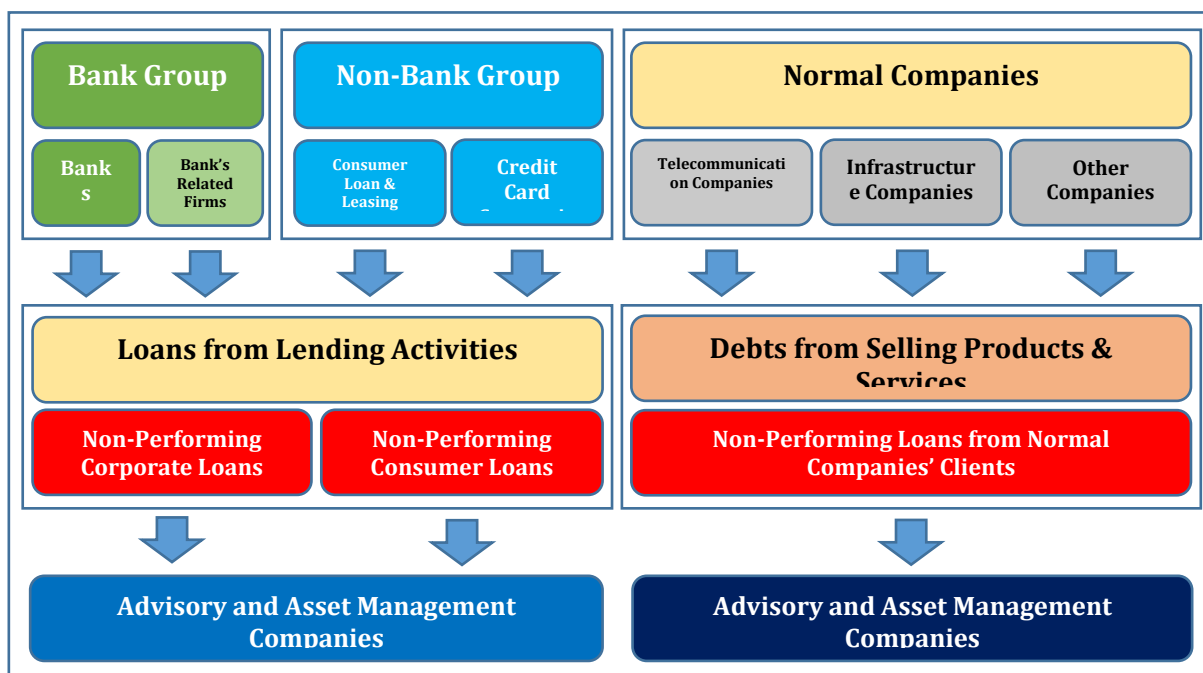 Bank Group
Non-Bank Group
Normal Companies
Bank
s
Bank's
Related
Firms
Consumer
Loan &
Leasing
Credit
Card
Telecommunicati
on Companies
Infrastructur
e Companies
Other
Companies
Loans from Lending Activities
Debts from Selling Products &
Services
Non-Performing
Corporate Loans
Non-Performing
Consumer Loans
Non-Performing Loans from Normal
Companies' Clients
Advisory and Asset Management
Companies
Advisory and Asset Management
Companies